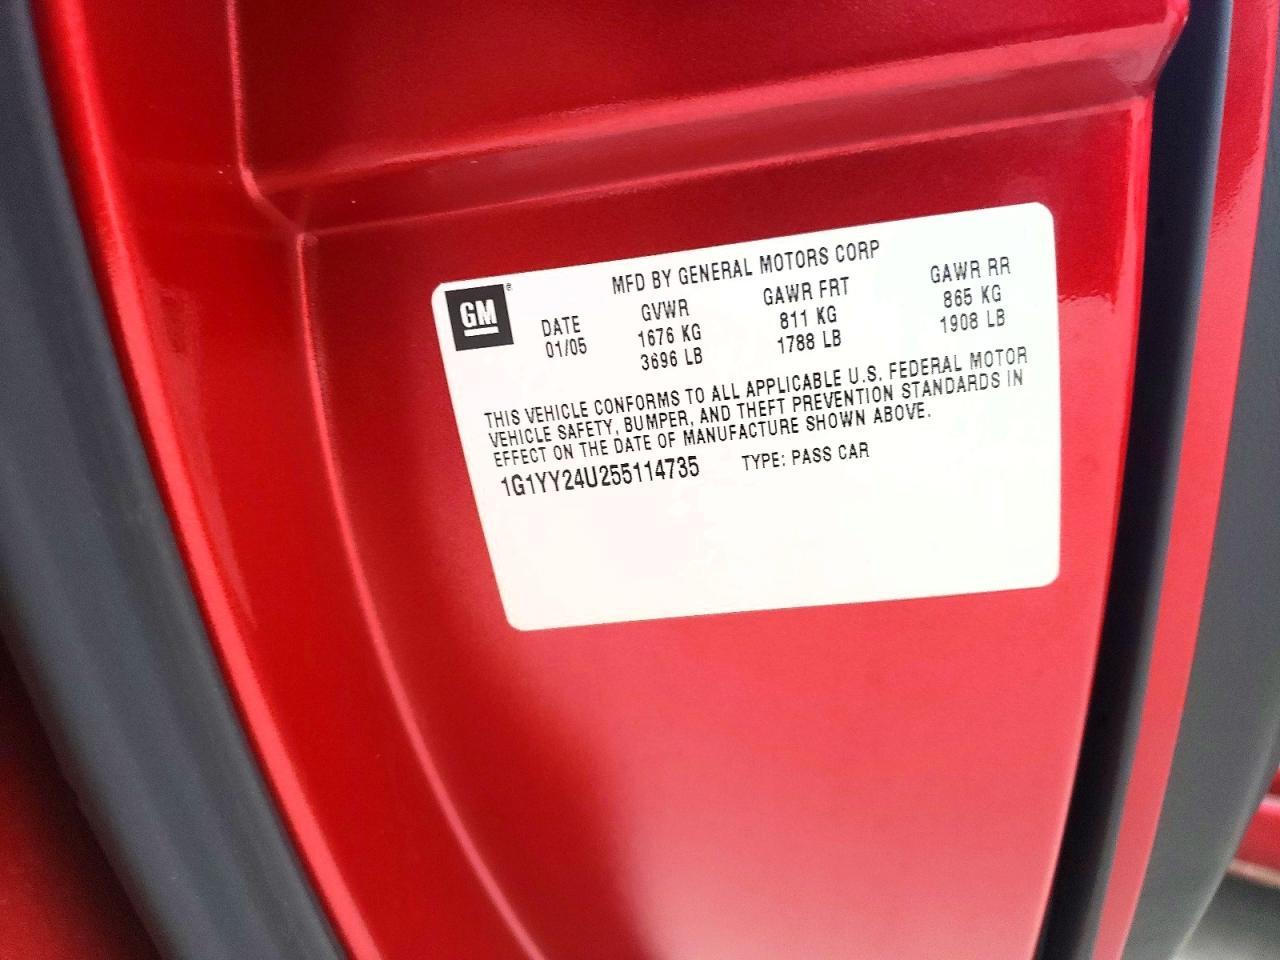 GM®
MFD BY GENERAL MOTORS CORP
DATE GVWR GAWR FRT GAWR RR
01/05 1676 KG 811 KG 865 KG
3696 LB 1788 LB 1908 LB
THIS VEHICLE CONFORMS TO ALL APPLICABLE U.S. FEDERAL MOTOR
VEHICLE SAFETY, BUMPER, AND THEFT PREVENTION STANDARDS IN
EFFECT ON THE DATE OF MANUFACTURE SHOWN ABOVE.
1G1YY24U255114735 TYPE: PASS CAR